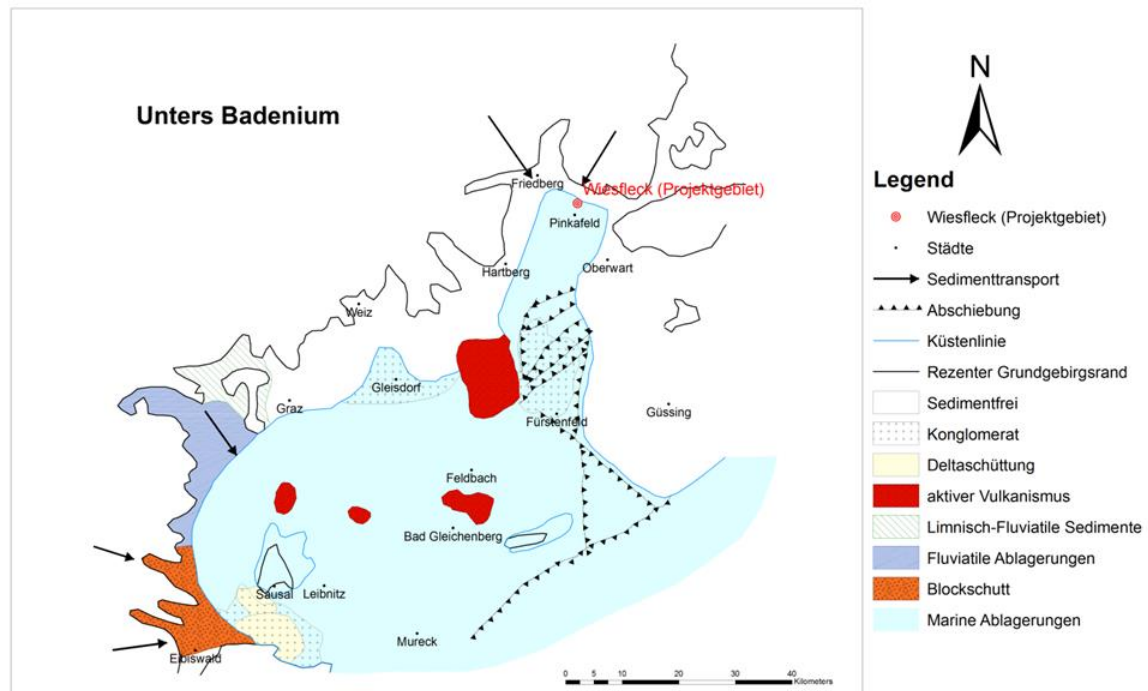 Unters Badenium
Friedberg
Wiesfleck (Projektgebiet)
Pinkafeld
Hartberg
Oberwart
Weiz
Gleisdorf
Graz
Fürstenfeld
Güssing
Feldbach
Bad Gleichenberg
Sausal
Leibnitz
Mureck
Eibiswald
0 5 10 20 30 40
Kilometers
N
Legend
Wiesfleck (Projektgebiet)
Städte
Sedimenttransport
Abschiebung
Küstenlinie
Rezenter Grundgebirgsrand
Sedimentfrei
Konglomerat
Deltaschüttung
aktiver Vulkanismus
Limnisch-Fluviatile Sedimente
Fluviatile Ablagerungen
Blockschutt
Marine Ablagerungen